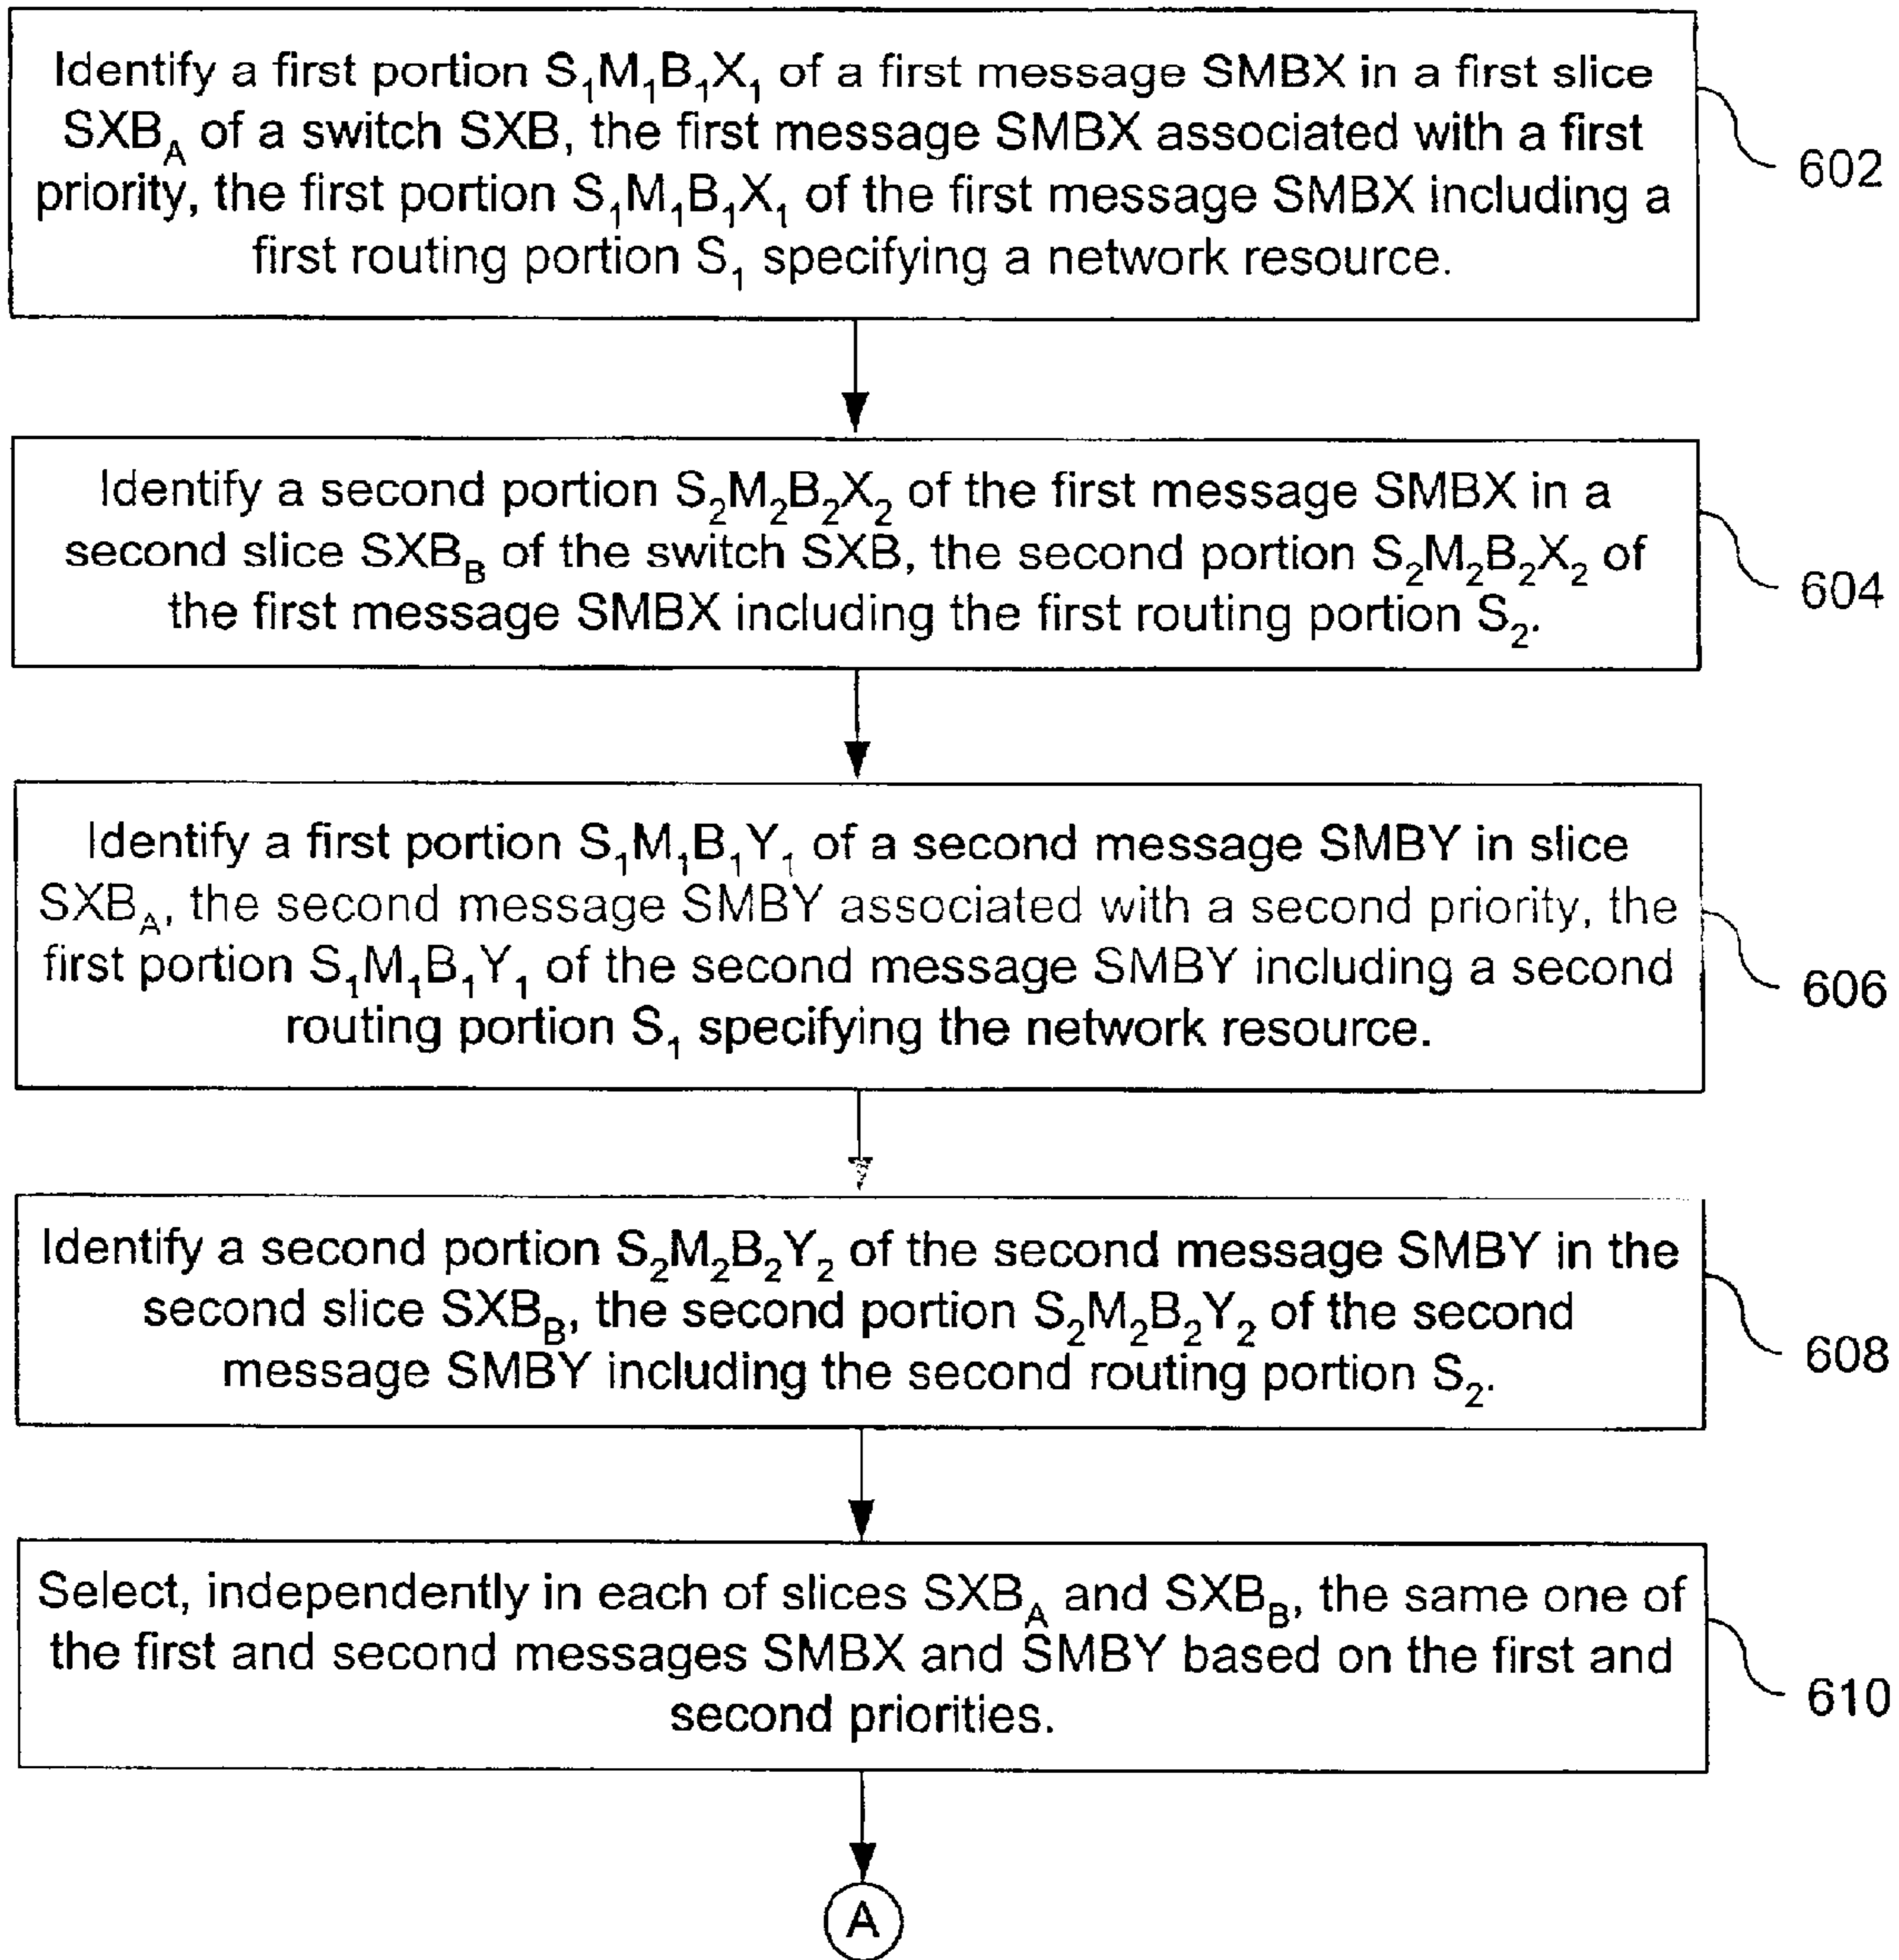 Identify a first portion S₁M₁B₁X₁ of a first message SMBX in a first slice
SXB_A of a switch SXB, the first message SMBX associated with a first
priority, the first portion S₁M₁B₁X₁ of the first message SMBX including a
first routing portion S₁ specifying a network resource.
602
Identify a second portion S₂M₂B₂X₂ of the first message SMBX in a
second slice SXB_B of the switch SXB, the second portion S₂M₂B₂X₂ of
the first message SMBX including the first routing portion S₂.
604
Identify a first portion S₁M₁B₁Y₁ of a second message SMBY in slice
SXB_A, the second message SMBY associated with a second priority, the
first portion S₁M₁B₁Y₁ of the second message SMBY including a second
routing portion S₁ specifying the network resource.
606
Identify a second portion S₂M₂B₂Y₂ of the second message SMBY in the
second slice SXB_B, the second portion S₂M₂B₂Y₂ of the second
message SMBY including the second routing portion S₂.
608
Select, independently in each of slices SXB_A and SXB_B, the same one of
the first and second messages SMBX and SMBY based on the first and
second priorities.
610
A